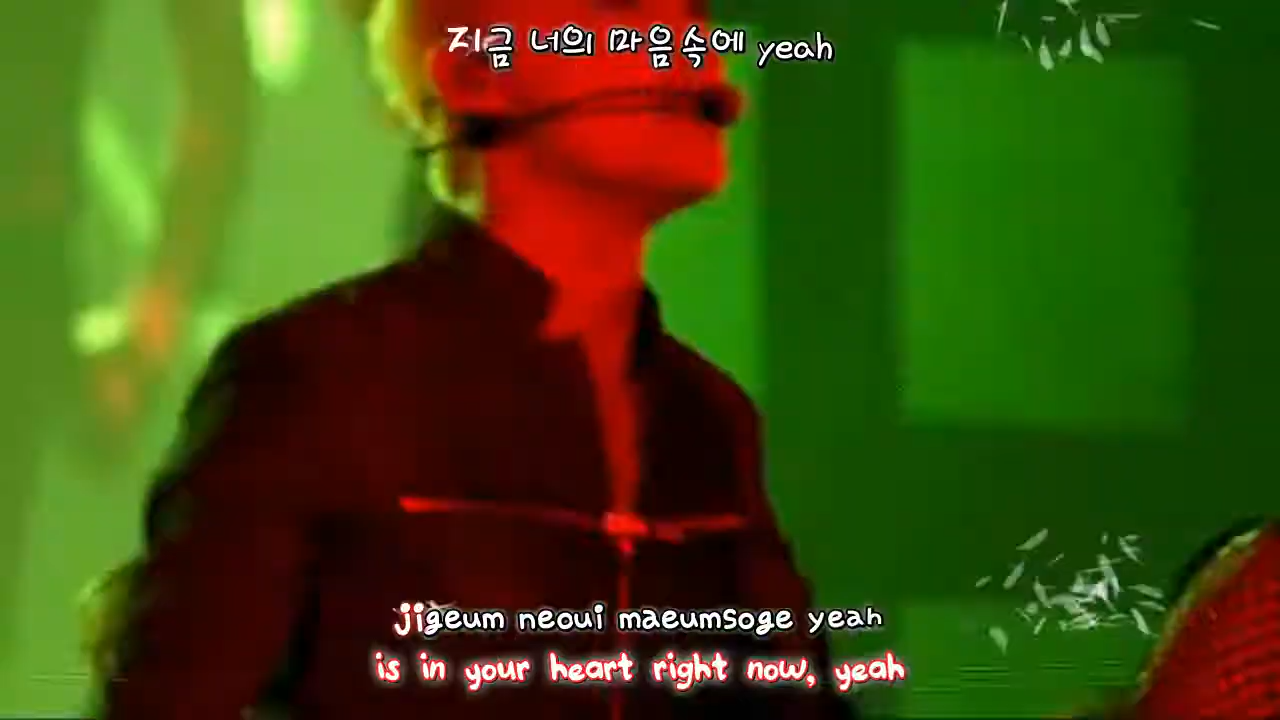 지금 너의 마음속에 yeah
jigeum neoui maeumsoge yeah
is in your heart right now, yeah